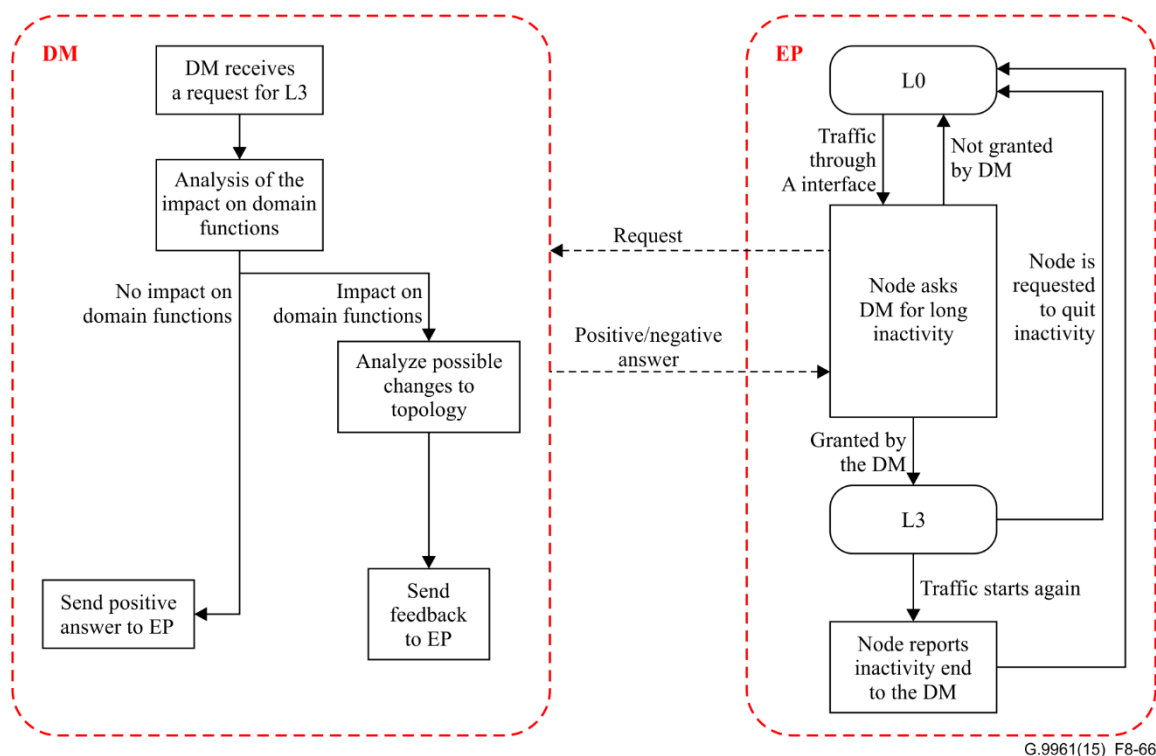 DM
DM receives
a request for L3
Analysis of the
impact on domain
functions
No impact on
domain functions
Impact on
domain functions
Analyze possible
changes to
topology
Send positive
answer to EP
Send
feedback
to EP
Request
Positive/negative
answer
EP
L0
Traffic
through
A interface
Not granted
by DM
Node asks
DM for long
inactivity
Node is
requested
to quit
inactivity
Granted by
the DM
L3
Traffic starts again
Node reports
inactivity end
to the DM
G.9961(15)_F8-66